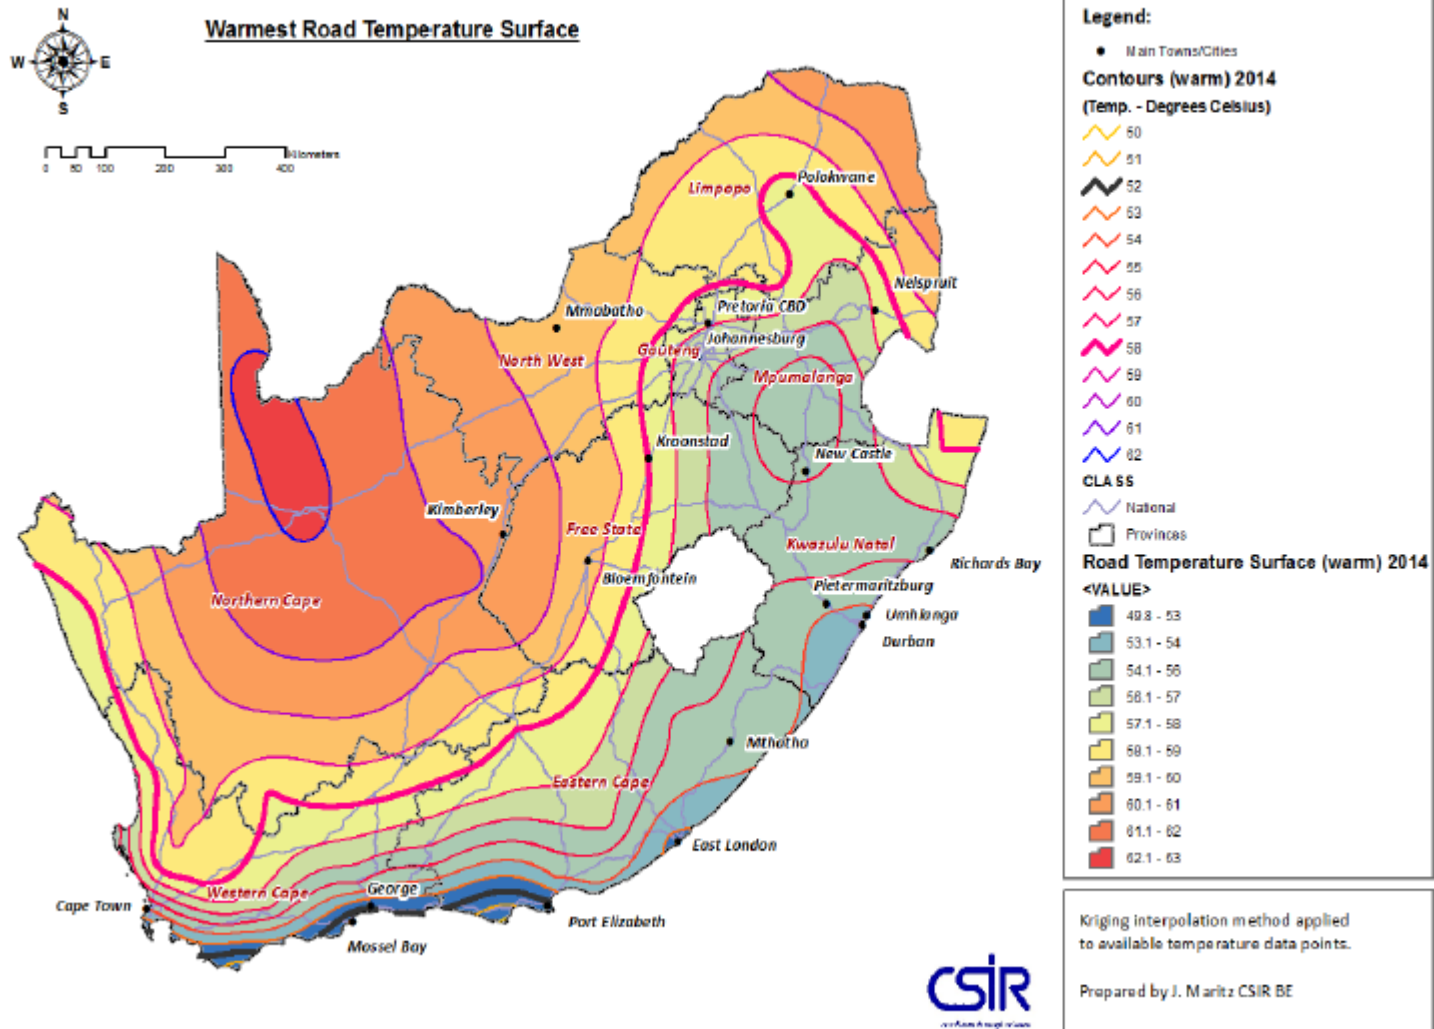 N
W E
S
Warmest Road Temperature Surface
0 50 100 200 300 400
Kilometers
Polokwane
Limpopo
Nelspruit
Mmabatho
Pretoria CBD
Johannesburg
North West
Gauteng
Mpumalanga
Kroonstad
New Castle
Kimberley
Free State
Kwazulu Natal
Richards Bay
Bloemfontein
Northern Cape
Pietermaritzburg
Umhlanga
Durban
Mthatha
Eastern Cape
East London
Western Cape
George
Cape Town
Port Elizabeth
Mossel Bay
CSIR
Legend:
Main Towns/Cities
Contours (warm) 2014
(Temp. - Degrees Celsius)
50
51
52
53
54
55
56
57
58
59
60
61
62
CLASS
National
Provinces
Road Temperature Surface (warm) 2014
<VALUE>
49.8 - 53
53.1 - 54
54.1 - 56
56.1 - 57
57.1 - 58
58.1 - 59
59.1 - 60
60.1 - 61
61.1 - 62
62.1 - 63
Kriging interpolation method applied
to available temperature data points.
Prepared by J. Maritz CSIR BE